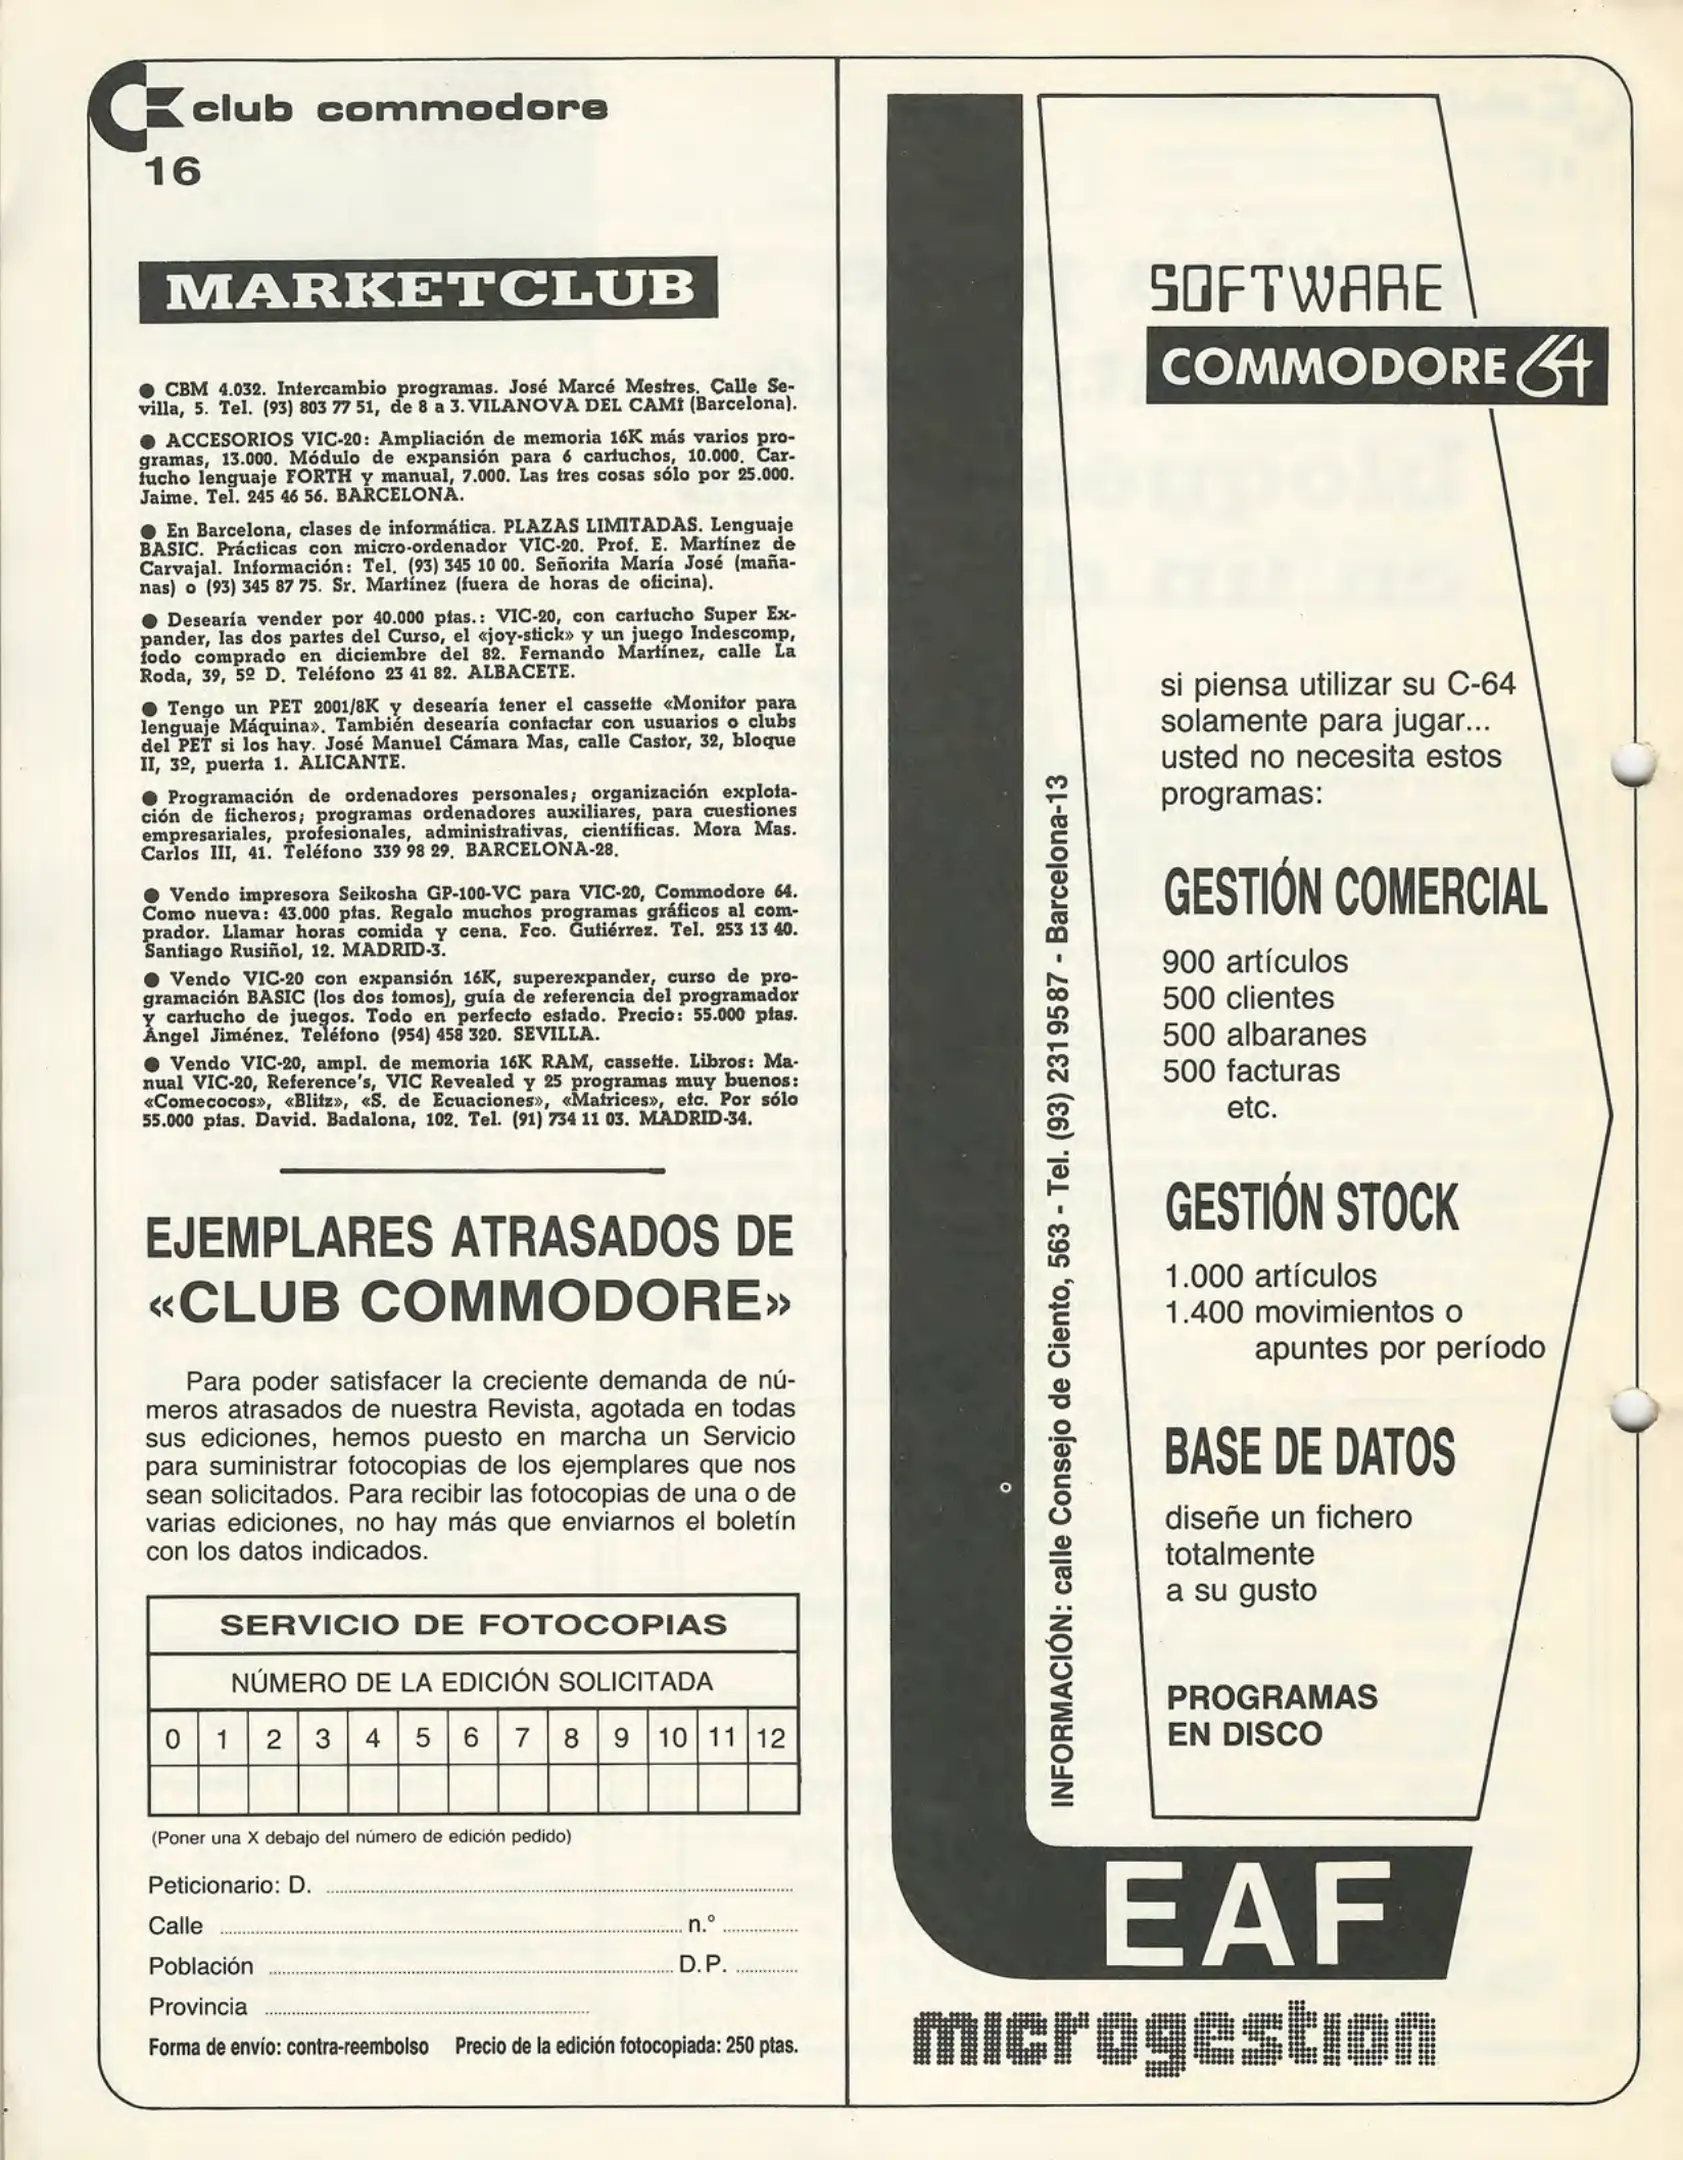 club commodore
16
MARKETCLUB
● CBM 4.032. Intercambio programas. José Marcé Mestres. Calle Se-
villa, 5. Tel. (93) 803 77 51, de 8 a 3. VILANOVA DEL CAMÍ (Barcelona).
● ACCESORIOS VIC-20: Ampliación de memoria 16K más varios pro-
gramas, 13.000. Módulo de expansión para 6 cartuchos, 10.000. Car-
tucho lenguaje FORTH y manual, 7.000. Las tres cosas sólo por 25.000.
Jaime. Tel. 245 46 56. BARCELONA.
● En Barcelona, clases de informática. PLAZAS LIMITADAS. Lenguaje
BASIC. Prácticas con micro-ordenador VIC-20. Prof. E. Martínez de
Carvajal. Información: Tel. (93) 345 10 00. Señorita María José (maña-
nas) o (93) 345 87 75. Sr. Martínez (fuera de horas de oficina).
● Desearía vender por 40.000 ptas.: VIC-20, con cartucho Super Ex-
pander, las dos partes del Curso, el «joy-stick» y un juego Indescomp,
todo comprado en diciembre del 82. Fernando Martínez, calle La
Roda, 39, 5º D. Teléfono 23 41 82. ALBACETE.
● Tengo un PET 2001/8K y desearía tener el cassette «Monitor para
lenguaje Máquina». También desearía contactar con usuarios o clubs
del PET si los hay. José Manuel Cámara Mas, calle Castor, 32, bloque
II, 3º, puerta 1. ALICANTE.
● Programación de ordenadores personales; organización explota-
ción de ficheros; programas ordenadores auxiliares, para cuestiones
empresariales, profesionales, administrativas, científicas. Mora Mas.
Carlos III, 41. Teléfono 339 98 29. BARCELONA-28.
● Vendo impresora Seikosha GP-100-VC para VIC-20, Commodore 64.
Como nueva: 43.000 ptas. Regalo muchos programas gráficos al com-
prador. Llamar horas comida y cena. Fco. Gutiérrez. Tel. 253 13 40.
Santiago Rusiñol, 12. MADRID-3.
● Vendo VIC-20 con expansión 16K, superexpander, curso de pro-
gramación BASIC (los dos tomos), guía de referencia del programador
y cartucho de juegos. Todo en perfecto estado. Precio: 55.000 ptas.
Ángel Jiménez. Teléfono (954) 458 320. SEVILLA.
● Vendo VIC-20, ampl. de memoria 16K RAM, cassette. Libros: Ma-
nual VIC-20, Reference's, VIC Revealed y 25 programas muy buenos:
«Comecocos», «Blitz», «S. de Ecuaciones», «Matrices», etc. Por sólo
55.000 ptas. David. Badalona, 102. Tel. (91) 734 11 03. MADRID-34.
EJEMPLARES ATRASADOS DE
«CLUB COMMODORE»
Para poder satisfacer la creciente demanda de nú-
meros atrasados de nuestra Revista, agotada en todas
sus ediciones, hemos puesto en marcha un Servicio
para suministrar fotocopias de los ejemplares que nos
sean solicitados. Para recibir las fotocopias de una o de
varias ediciones, no hay más que enviarnos el boletín
con los datos indicados.
SERVICIO DE FOTOCOPIAS
NÚMERO DE LA EDICIÓN SOLICITADA
0 1 2 3 4 5 6 7 8 9 10 11 12
(Poner una X debajo del número de edición pedido)
Peticionario: D. ..........
Calle .......... n.º ..........
Población .......... D.P. ..........
Provincia ..........
Forma de envío: contra-reembolso Precio de la edición fotocopiada: 250 ptas.
SOFTWARE
COMMODORE 64
si piensa utilizar su C-64
solamente para jugar...
usted no necesita estos
programas:
GESTIÓN COMERCIAL
900 artículos
500 clientes
500 albaranes
500 facturas
etc.
GESTIÓN STOCK
1.000 artículos
1.400 movimientos o
apuntes por período
BASE DE DATOS
diseñe un fichero
totalmente
a su gusto
PROGRAMAS
EN DISCO
INFORMACIÓN: calle Consejo de Ciento, 563 - Tel. (93) 231 95 87 - Barcelona-13
EAF
microgestion